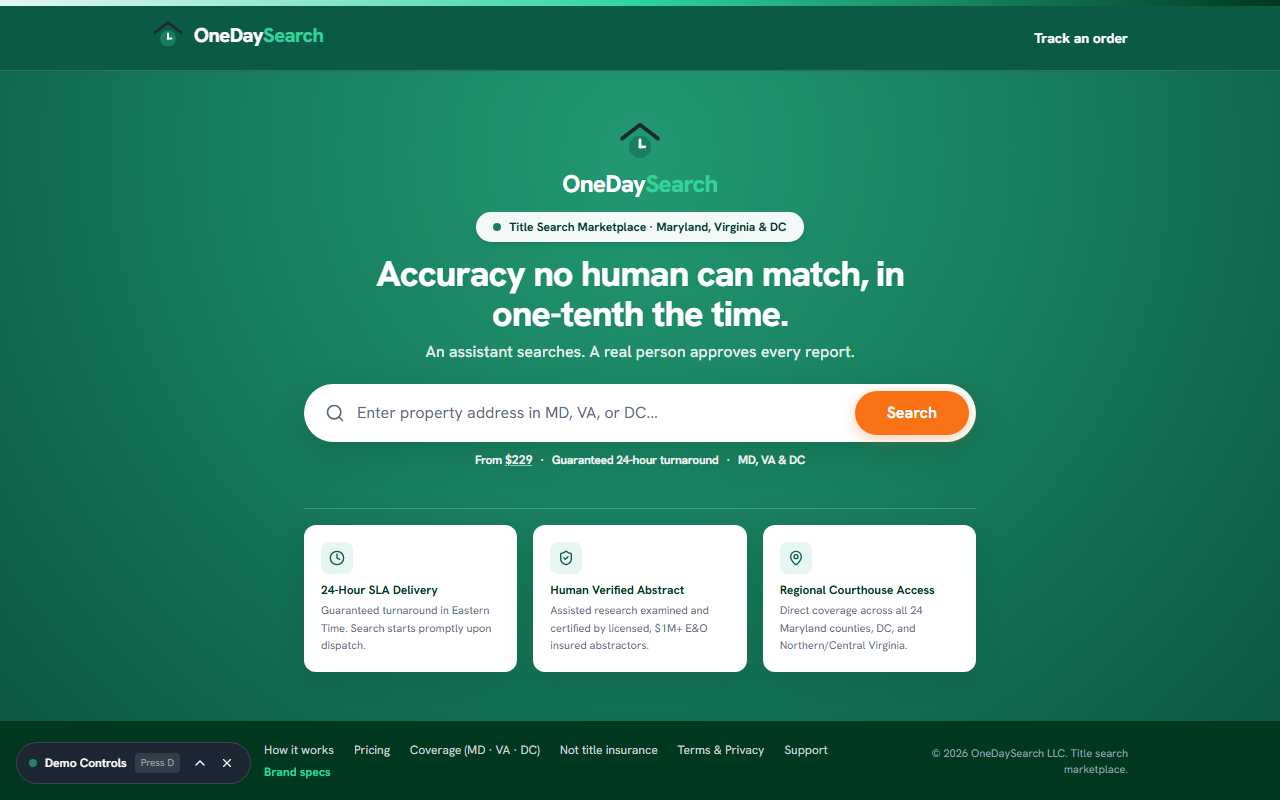 OneDaySearch
Track an order
OneDaySearch
Title Search Marketplace · Maryland, Virginia & DC
Accuracy no human can match, in
one-tenth the time.
An assistant searches. A real person approves every report.
Enter property address in MD, VA, or DC...
Search
From $229 · Guaranteed 24-hour turnaround · MD, VA & DC
24-Hour SLA Delivery
Guaranteed turnaround in Eastern
Time. Search starts promptly upon
dispatch.
Human Verified Abstract
Assisted research examined and
certified by licensed, $1M+ E&O
insured abstractors.
Regional Courthouse Access
Direct coverage across all 24
Maryland counties, DC, and
Northern/Central Virginia.
Demo Controls
Press D
How it works
Pricing
Coverage (MD · VA · DC)
Not title insurance
Terms & Privacy
Support
Brand specs
© 2026 OneDaySearch LLC. Title search
marketplace.